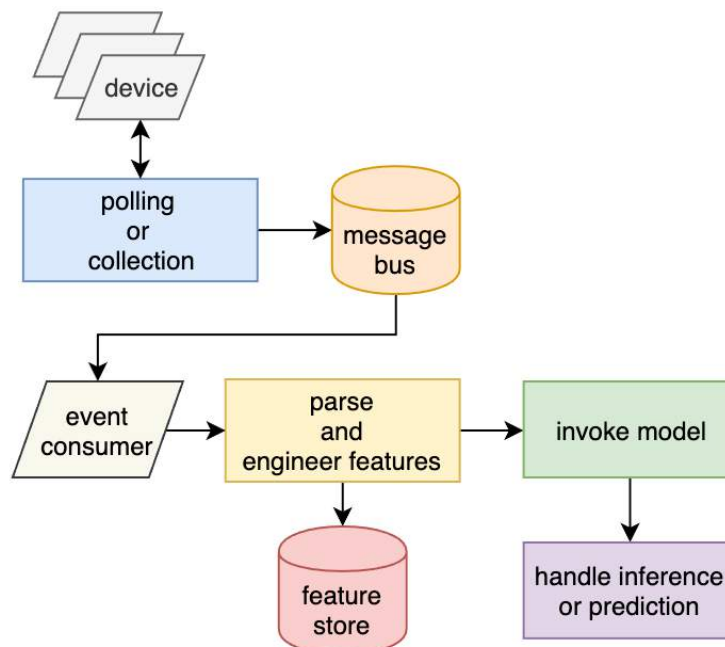 device
polling
or
collection
message
bus
event
consumer
parse
and
engineer features
invoke model
feature
store
handle inference
or prediction